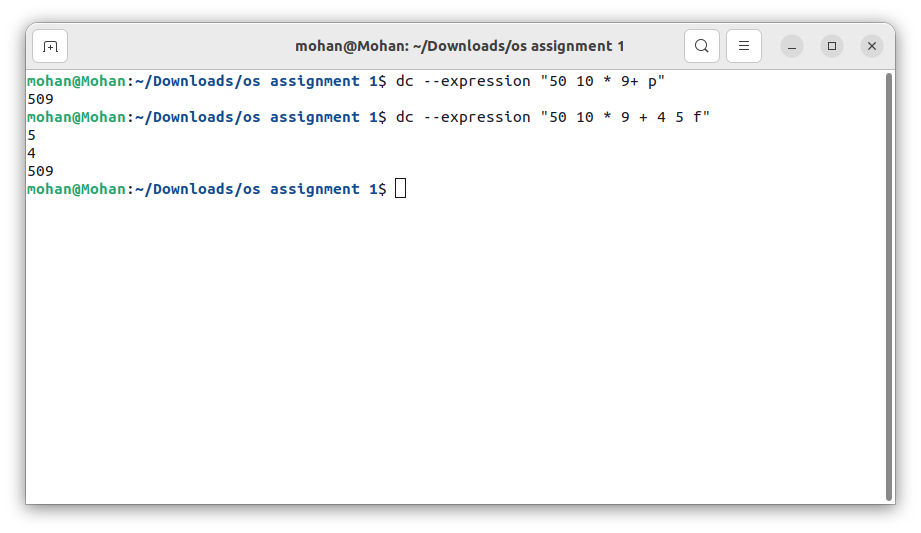 mohan@Mohan: ~/Downloads/os assignment 1
mohan@Mohan:~/Downloads/os assignment 1$ dc --expression "50 10 * 9+ p"
509
mohan@Mohan:~/Downloads/os assignment 1$ dc --expression "50 10 * 9 + 4 5 f"
5
4
509
mohan@Mohan:~/Downloads/os assignment 1$